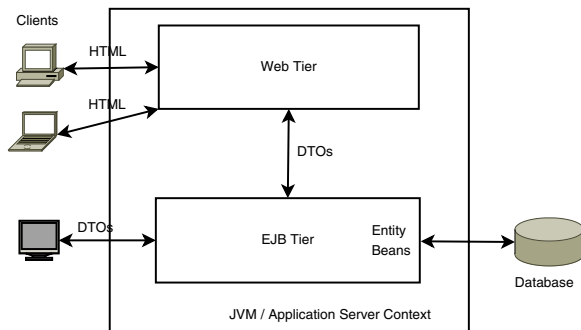 Clients
HTML
Web Tier
HTML
DTOs
DTOs
EJB Tier
Entity
Beans
Database
JVM / Application Server Context